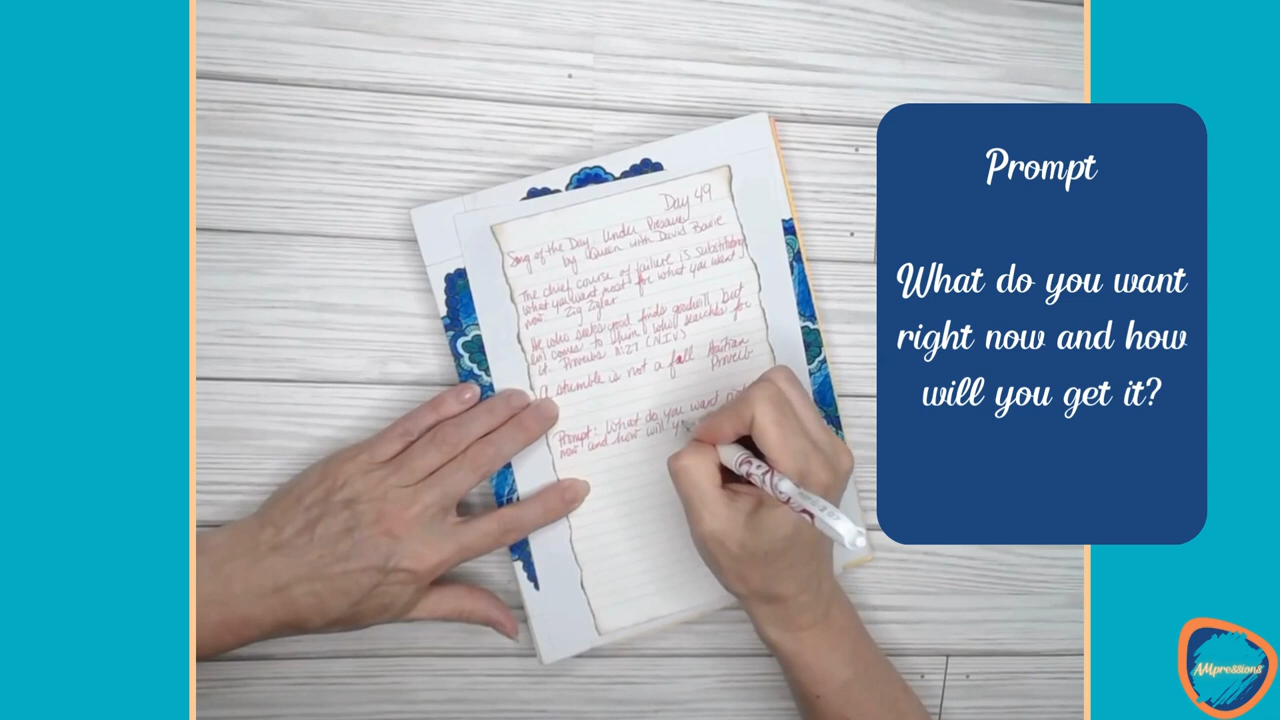 Day 49
Song of the Day: Under Pressure
by Queen with David Bowie
The chief course of failure is substituting
what you want most for what you want
now. Zig Ziglar
He who seeks good finds goodwill but
evil comes to him who searches for
it. Proverbs 11:27 (NIV)
A stumble is not a fall Haitian
Proverb
Prompt: What do you want
now and how will y
Prompt
What do you want
right now and how
will you get it?
AMpressions